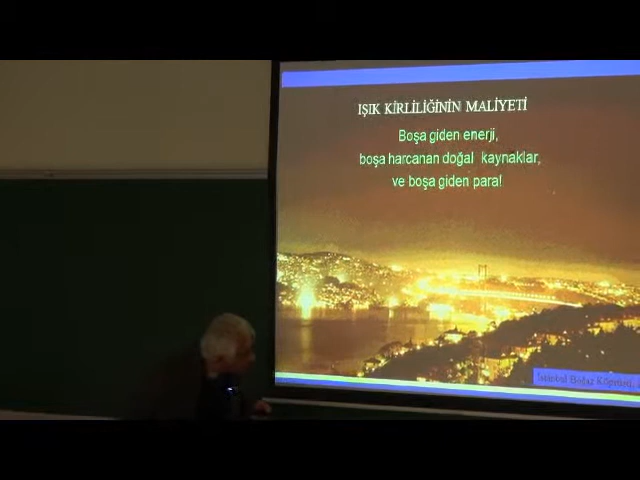 IŞIK KİRLİLİĞİNİN MALİYETİ
Boşa giden enerji,
boşa harcanan doğal kaynaklar,
ve boşa giden para!
İstanbul Boğaz Köprüsü,